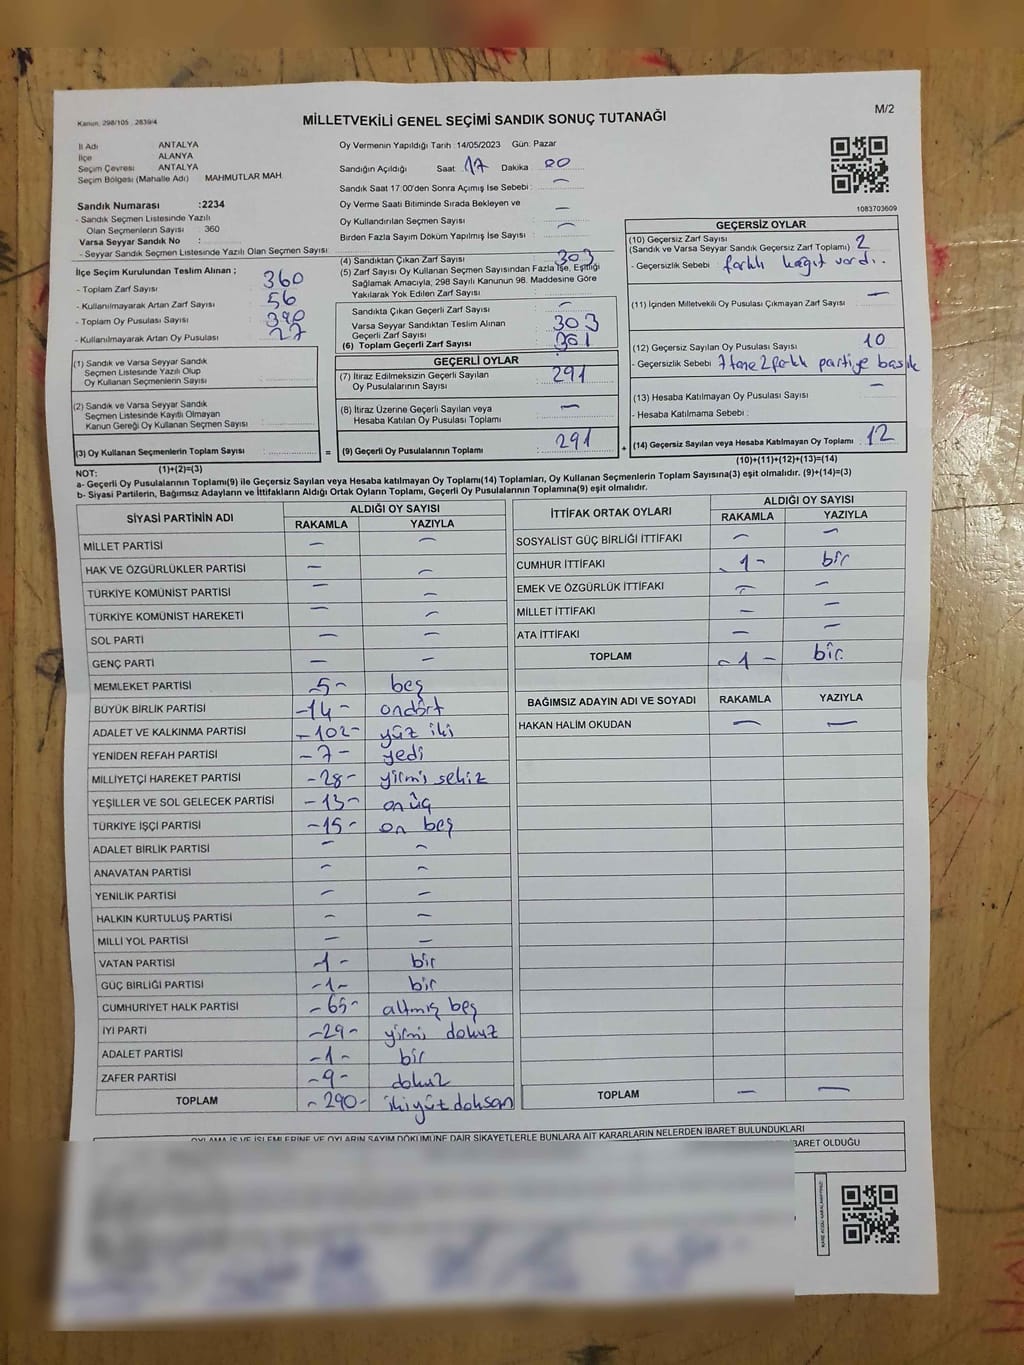 Kanun: 298/105 , 2839/4
MİLLETVEKİLİ GENEL SEÇİMİ SANDIK SONUÇ TUTANAĞI
M/2
İl Adı ANTALYA
İlçe ALANYA
Seçim Çevresi ANTALYA
Seçim Bölgesi (Mahalle Adı) MAHMUTLAR MAH.
Sandık Numarası :2234
- Sandık Seçmen Listesinde Yazılı
Olan Seçmenlerin Sayısı : 360
Varsa Seyyar Sandık No :
- Seyyar Sandık Seçmen Listesinde Yazılı Olan Seçmen Sayısı
İlçe Seçim Kurulundan Teslim Alınan ;
- Toplam Zarf Sayısı 360
- Kullanılmayarak Artan Zarf Sayısı 56
- Toplam Oy Pusulası Sayısı
- Kullanılmayarak Artan Oy Pusulası 27
(1) Sandık ve Varsa Seyyar Sandık
Seçmen Listesinde Yazılı Olup
Oy Kullanan Seçmenlerin Sayısı :
(2) Sandık ve Varsa Seyyar Sandık
Seçmen Listesinde Kayıtlı Olmayan
Kanun Gereği Oy Kullanan Seçmen Sayısı :
(3) Oy Kullanan Seçmenlerin Toplam Sayısı :
(1)+(2)=(3)
Oy Vermenin Yapıldığı Tarih :14/05/2023 Gün: Pazar
Sandığın Açıldığı Saat 17 Dakika 00
Sandık Saat 17:00'den Sonra Açımış İse Sebebi : —
Oy Verme Saati Bitiminde Sırada Bekleyen ve
Oy Kullandırılan Seçmen Sayısı : —
Birden Fazla Sayım Döküm Yapılmış İse Sayısı : —
(4) Sandıktan Çıkan Zarf Sayısı 303
(5) Zarf Sayısı Oy Kullanan Seçmen Sayısından Fazla İse, Eşitliği
Sağlamak Amacıyla, 298 Sayılı Kanunun 98. Maddesine Göre
Yakılarak Yok Edilen Zarf Sayısı :
Sandıkta Çıkan Geçerli Zarf Sayısı : —
Varsa Seyyar Sandıktan Teslim Alınan
Geçerli Zarf Sayısı 303
(6) Toplam Geçerli Zarf Sayısı : 301
GEÇERLİ OYLAR
(7) İtiraz Edilmeksizin Geçerli Sayılan
Oy Pusulalarının Sayısı : 291
(8) İtiraz Üzerine Geçerli Sayılan veya
Hesaba Katılan Oy Pusulası Toplamı : —
= (9) Geçerli Oy Pusulalarının Toplamı : 291 +
1083703609
GEÇERSİZ OYLAR
(10) Geçersiz Zarf Sayısı
(Sandık ve Varsa Seyyar Sandık Geçersiz Zarf Toplamı) 2
- Geçersizlik Sebebi : farklı kağıt vardı.
(11) İçinden Milletvekili Oy Pusulası Çıkmayan Zarf Sayısı : —
(12) Geçersiz Sayılan Oy Pusulası Sayısı 10
- Geçersizlik Sebebi : 7 tane 2 farklı partiye basılı
(13) Hesaba Katılmayan Oy Pusulası Sayısı —
- Hesaba Katılmama Sebebi :
(14) Geçersiz Sayılan veya Hesaba Katılmayan Oy Toplamı : 12
(10)+(11)+(12)+(13)=(14)
NOT:
a- Geçerli Oy Pusulalarının Toplamı(9) ile Geçersiz Sayılan veya Hesaba katılmayan Oy Toplamı(14) Toplamları, Oy Kullanan Seçmenlerin Toplam Sayısına(3) eşit olmalıdır. (9)+(14)=(3)
b- Siyasi Partilerin, Bağımsız Adayların ve İttifakların Aldığı Ortak Oyların Toplamı, Geçerli Oy Pusulalarının Toplamına(9) eşit olmalıdır.
SİYASİ PARTİNİN ADI ALDIĞI OY SAYISI
RAKAMLA YAZIYLA
MİLLET PARTİSİ — —
HAK VE ÖZGÜRLÜKLER PARTİSİ — —
TÜRKİYE KOMÜNİST PARTİSİ — —
TÜRKİYE KOMÜNİST HAREKETİ — —
SOL PARTİ — —
GENÇ PARTİ — —
MEMLEKET PARTİSİ -5- beş
BÜYÜK BİRLİK PARTİSİ -14- ondört
ADALET VE KALKINMA PARTİSİ -102- yüz iki
YENİDEN REFAH PARTİSİ -7- yedi
MİLLİYETÇİ HAREKET PARTİSİ -28- yirmi sekiz
YEŞİLLER VE SOL GELECEK PARTİSİ -13- onüç
TÜRKİYE İŞÇİ PARTİSİ -15- on beş
ADALET BİRLİK PARTİSİ — —
ANAVATAN PARTİSİ — —
YENİLİK PARTİSİ — —
HALKIN KURTULUŞ PARTİSİ — —
MİLLİ YOL PARTİSİ — —
VATAN PARTİSİ -1- bir
GÜÇ BİRLİĞİ PARTİSİ -1- bir
CUMHURİYET HALK PARTİSİ -65- altmış beş
İYİ PARTİ -29- yirmi dokuz
ADALET PARTİSİ -1- bir
ZAFER PARTİSİ -9- dokuz
TOPLAM -290- ikiyüz doksan
İTTİFAK ORTAK OYLARI ALDIĞI OY SAYISI
RAKAMLA YAZIYLA
SOSYALİST GÜÇ BİRLİĞİ İTTİFAKI — —
CUMHUR İTTİFAKI -1- bir
EMEK VE ÖZGÜRLÜK İTTİFAKI — —
MİLLET İTTİFAKI — —
ATA İTTİFAKI — —
TOPLAM -1- bir.
BAĞIMSIZ ADAYIN ADI VE SOYADI RAKAMLA YAZIYLA
HAKAN HALİM OKUDAN — —
TOPLAM — —
OYLAMA İŞ VE İŞLEMLERİNE VE OYLARIN SAYIM DÖKÜMÜNE DAİR ŞİKAYETLERLE BUNLARA AİT KARARLARIN NELERDEN İBARET BULUNDUKLARI
İBARET OLDUĞU